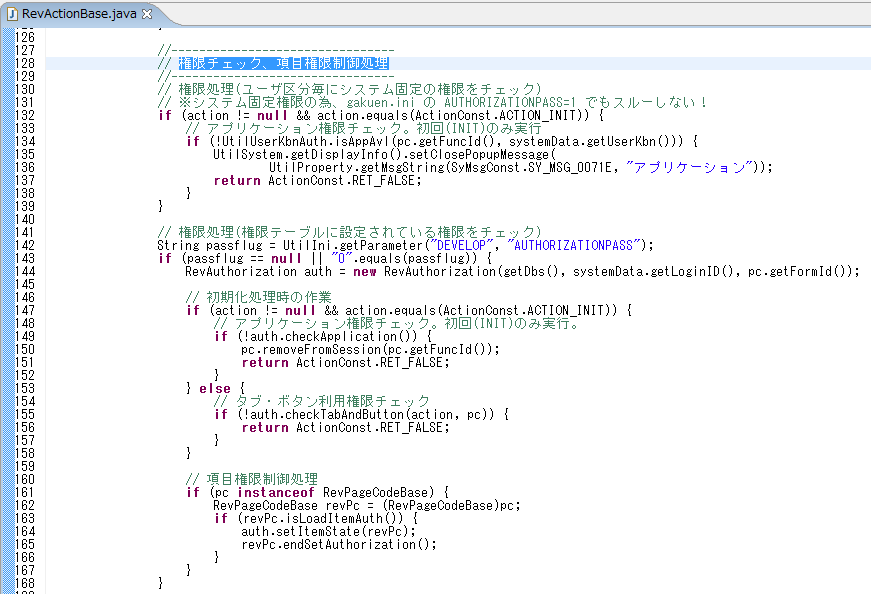 RevActionBase.java
126
127 //--------------------------------
128 // 権限チェック、項目権限制御処理
129 //--------------------------------
130 // 権限処理(ユーザ区分毎にシステム固定の権限をチェック)
131 // ※システム固定権限の為、gakuen.ini の AUTHORIZATIONPASS=1 でもスルーしない！
132 if (action != null && action.equals(ActionConst.ACTION_INIT)) {
133 // アプリケーション権限チェック。初回(INIT)のみ実行
134 if (!UtilUserKbnAuth.isAppAvl(pc.getFuncId(), systemData.getUserKbn())) {
135 UtilSystem.getDisplayInfo().setClosePopupMessage(
136 UtilProperty.getMsgString(SyMsgConst.SY_MSG_0071E, "アプリケーション"));
137 return ActionConst.RET_FALSE;
138 }
139 }
140
141 // 権限処理(権限テーブルに設定されている権限をチェック)
142 String passflug = UtilIni.getParameter("DEVELOP", "AUTHORIZATIONPASS");
143 if (passflug == null || "0".equals(passflug)) {
144 RevAuthorization auth = new RevAuthorization(getDbs(), systemData.getLoginID(), pc.getFormId());
145
146 // 初期化処理時の作業
147 if (action != null && action.equals(ActionConst.ACTION_INIT)) {
148 // アプリケーション権限チェック。初回(INIT)のみ実行。
149 if (!auth.checkApplication()) {
150 pc.removeFromSession(pc.getFuncId());
151 return ActionConst.RET_FALSE;
152 }
153 } else {
154 // タブ・ボタン利用権限チェック
155 if (!auth.checkTabAndButton(action, pc)) {
156 return ActionConst.RET_FALSE;
157 }
158 }
159
160 // 項目権限制御処理
161 if (pc instanceof RevPageCodeBase) {
162 RevPageCodeBase revPc = (RevPageCodeBase)pc;
163 if (revPc.isLoadItemAuth()) {
164 auth.setItemState(revPc);
165 revPc.endSetAuthorization();
166 }
167 }
168 }